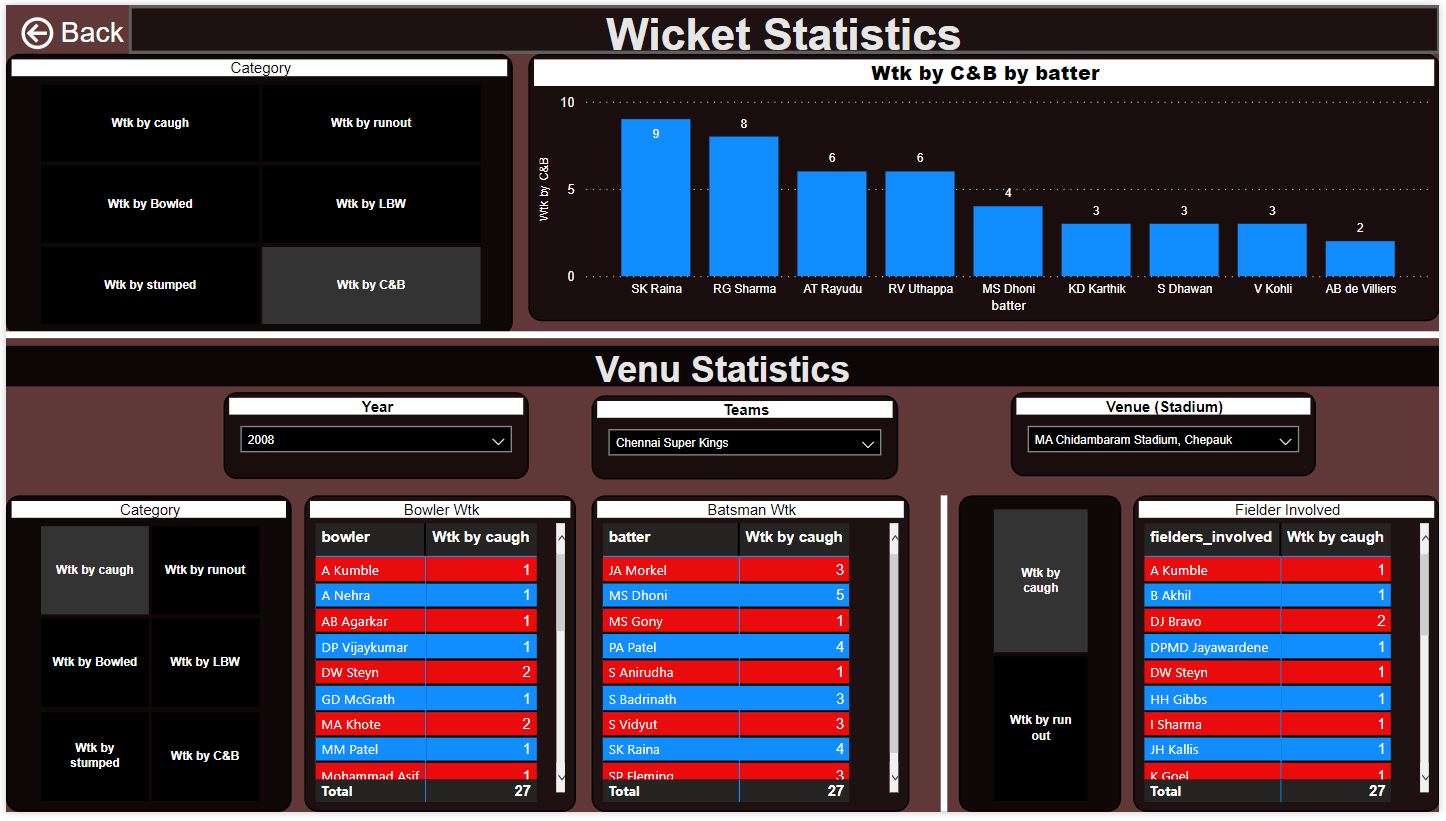 Back
Wicket Statistics
Category
Wtk by caugh
Wtk by runout
Wtk by Bowled
Wtk by LBW
Wtk by stumped
Wtk by C&B
Wtk by C&B by batter
Wtk by C&B
10
5
0
9
8
6
6
4
3
3
3
2
SK Raina
RG Sharma
AT Rayudu
RV Uthappa
MS Dhoni
KD Karthik
S Dhawan
V Kohli
AB de Villiers
batter
Venu Statistics
Year
2008
Teams
Chennai Super Kings
Venue (Stadium)
MA Chidambaram Stadium, Chepauk
Category
Wtk by caugh
Wtk by runout
Wtk by Bowled
Wtk by LBW
Wtk by
stumped
Wtk by C&B
Bowler Wtk
bowler Wtk by caugh
A Kumble 1
A Nehra 1
AB Agarkar 1
DP Vijaykumar 1
DW Steyn 2
GD McGrath 1
MA Khote 2
MM Patel 1
Mohammad Asif 1
Total 27
Batsman Wtk
batter Wtk by caugh
JA Morkel 3
MS Dhoni 5
MS Gony 1
PA Patel 4
S Anirudha 1
S Badrinath 3
S Vidyut 3
SK Raina 4
SP Fleming 3
Total 27
Wtk by
caugh
Wtk by run
out
Fielder Involved
fielders_involved Wtk by caugh
A Kumble 1
B Akhil 1
DJ Bravo 2
DPMD Jayawardene 1
DW Steyn 1
HH Gibbs 1
I Sharma 1
JH Kallis 1
K Goel 1
Total 27